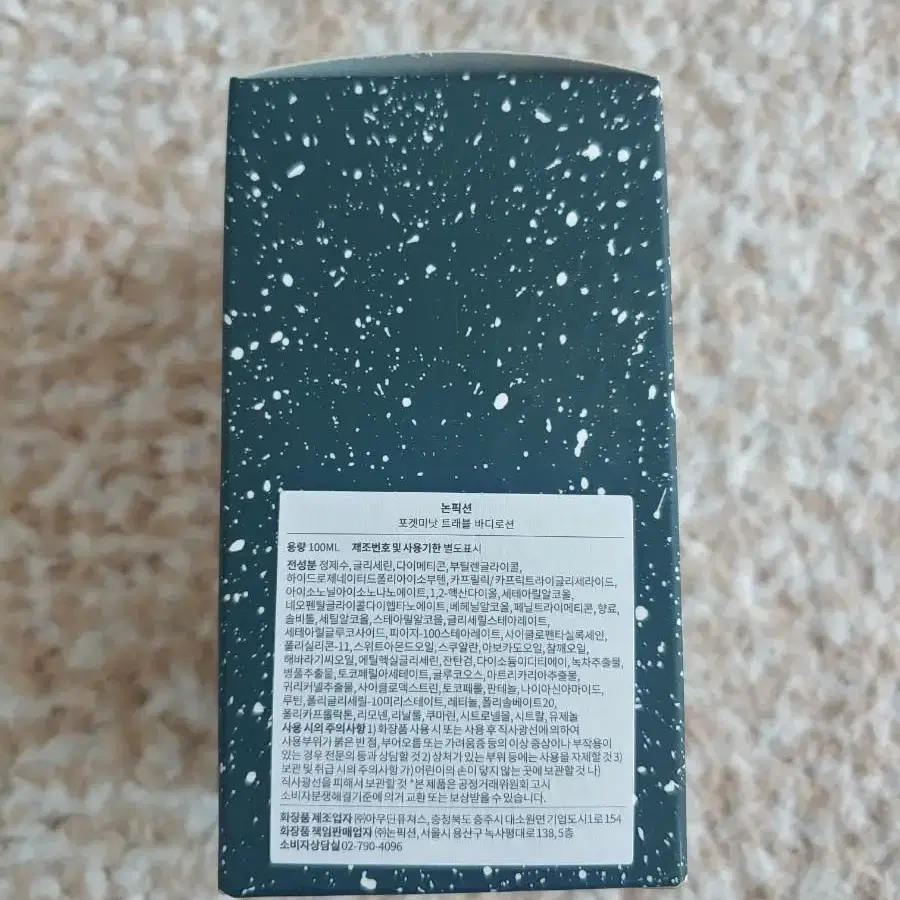 논픽션
포겟미낫 트래블 바디로션
용량 100ML 제조번호 및 사용기한 별도표시
전성분 정제수, 글리세린, 다이메티콘, 부틸렌글라이콜,
하이드로제네이티드폴리아이소부텐, 카프릴릭/카프릭트라이글리세라이드,
아이소노닐아이소노나노에이트, 1,2-핵산다이올, 세테아릴알코올,
네오펜틸글라이콜다이헵타노에이트, 베헤닐알코올, 페닐트라이메티콘, 향료,
솔비톨, 세틸알코올, 스테아릴알코올, 글리세릴스테아레이트,
세테아릴글루코사이드, 피이지-100스테아레이트, 사이클로펜타실록세인,
폴리실리콘-11, 스위트아몬드오일, 스쿠알란, 아보카도오일, 참깨오일,
해바라기씨오일, 에틸헥실글리세린, 잔탄검, 다이소듐이디티에이, 녹차추출물,
병풀추출물, 토코페릴아세테이트, 글루코오스, 마트리카리아추출물,
귀리커넬추출물, 사이클로덱스트린, 토코페롤, 판테놀, 나이아신아마이드,
루틴, 폴리글리세릴-10미리스테이트, 레티놀, 폴리솔베이트20,
폴리카프롤락톤, 리모넨, 리날룰, 쿠마린, 시트로넬올, 시트랄, 유제놀
사용 시의 주의사항 1) 화장품 사용 시 또는 사용 후 직사광선에 의하여
사용부위가 붉은 반점, 부어오름 또는 가려움증 등의 이상 증상이나 부작용이
있는 경우 전문의 등과 상담할 것 2) 상처가 있는 부위 등에는 사용을 자제할 것 3)
보관 및 취급 시의 주의사항 가) 어린이의 손이 닿지 않는 곳에 보관할 것 나)
직사광선을 피해서 보관할 것 *본 제품은 공정거래위원회 고시
소비자분쟁해결기준에 의거 교환 또는 보상받을 수 있습니다.
화장품 제조업자 ㈜아우딘퓨쳐스, 충청북도 충주시 대소원면 기업도시1로 154
화장품 책임판매업자 ㈜논픽션, 서울시 용산구 녹사평대로 138, 5층
소비자상담실 02-790-4096